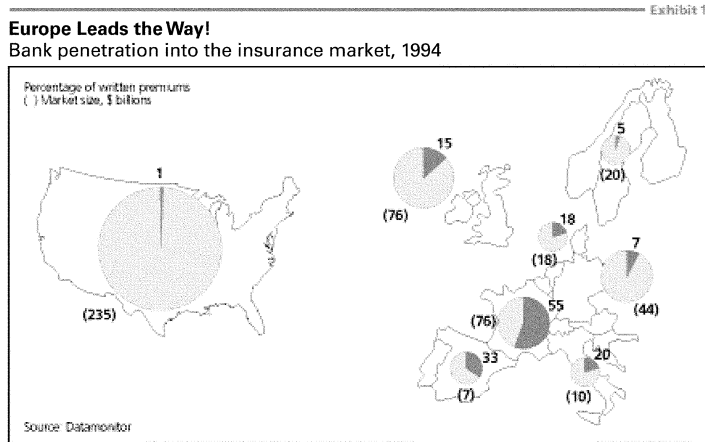 Exhibit 1
Europe Leads the Way!
Bank penetration into the insurance market, 1994
Percentage of written premiums
( ) Market size, $ billions
1
(235)
15
(76)
5
(20)
18
(18)
7
(44)
55
(76)
33
(7)
20
(10)
Source: Datamonitor